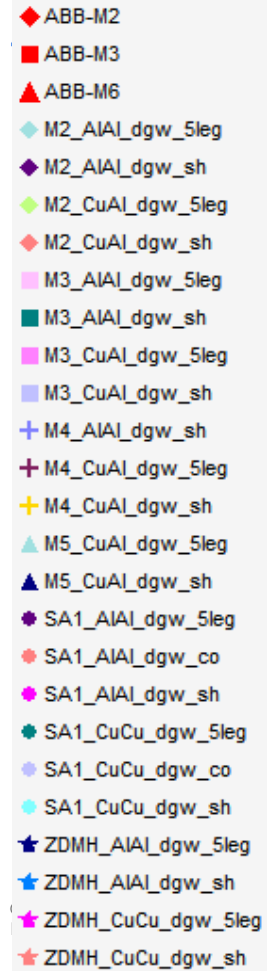 ABB-M2
ABB-M3
ABB-M6
M2_AlAl_dgw_5leg
M2_AlAl_dgw_sh
M2_CuAl_dgw_5leg
M2_CuAl_dgw_sh
M3_AlAl_dgw_5leg
M3_AlAl_dgw_sh
M3_CuAl_dgw_5leg
M3_CuAl_dgw_sh
M4_AlAl_dgw_sh
M4_CuAl_dgw_5leg
M4_CuAl_dgw_sh
M5_CuAl_dgw_5leg
M5_CuAl_dgw_sh
SA1_AlAl_dgw_5leg
SA1_AlAl_dgw_co
SA1_AlAl_dgw_sh
SA1_CuCu_dgw_5leg
SA1_CuCu_dgw_co
SA1_CuCu_dgw_sh
ZDMH_AlAl_dgw_5leg
ZDMH_AlAl_dgw_sh
ZDMH_CuCu_dgw_5leg
ZDMH_CuCu_dgw_sh